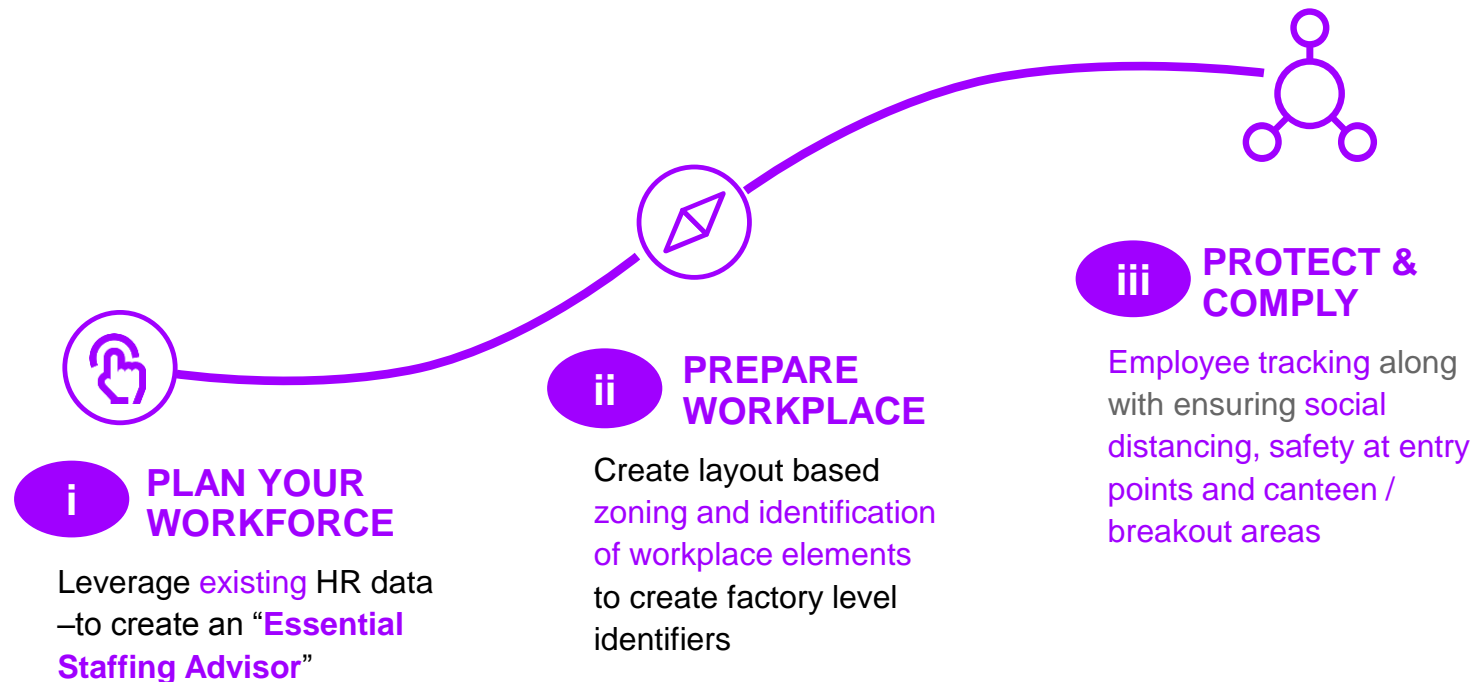 i
PLAN YOUR
WORKFORCE
Leverage existing HR data
–to create an “Essential
Staffing Advisor”
ii
PREPARE
WORKPLACE
Create layout based
zoning and identification
of workplace elements
to create factory level
identifiers
iii
PROTECT &
COMPLY
Employee tracking along
with ensuring social
distancing, safety at entry
points and canteen /
breakout areas